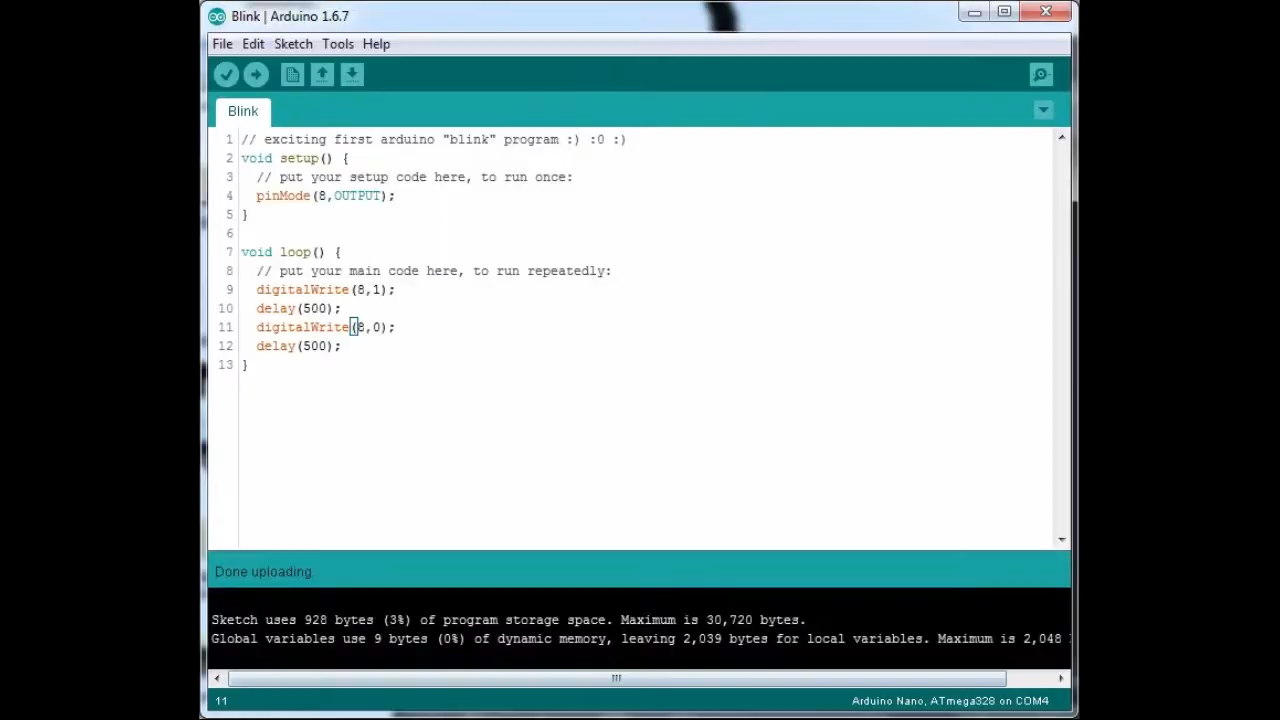 Blink | Arduino 1.6.7
File Edit Sketch Tools Help
Blink
1 // exciting first arduino "blink" program :) :0 :)
2 void setup() {
3   // put your setup code here, to run once:
4   pinMode(8,OUTPUT);
5 }
6
7 void loop() {
8   // put your main code here, to run repeatedly:
9   digitalWrite(8,1);
10   delay(500);
11   digitalWrite(8,0);
12   delay(500);
13 }
Done uploading.
Sketch uses 928 bytes (3%) of program storage space. Maximum is 30,720 bytes.
Global variables use 9 bytes (0%) of dynamic memory, leaving 2,039 bytes for local variables. Maximum is 2,048
11 Arduino Nano, ATmega328 on COM4